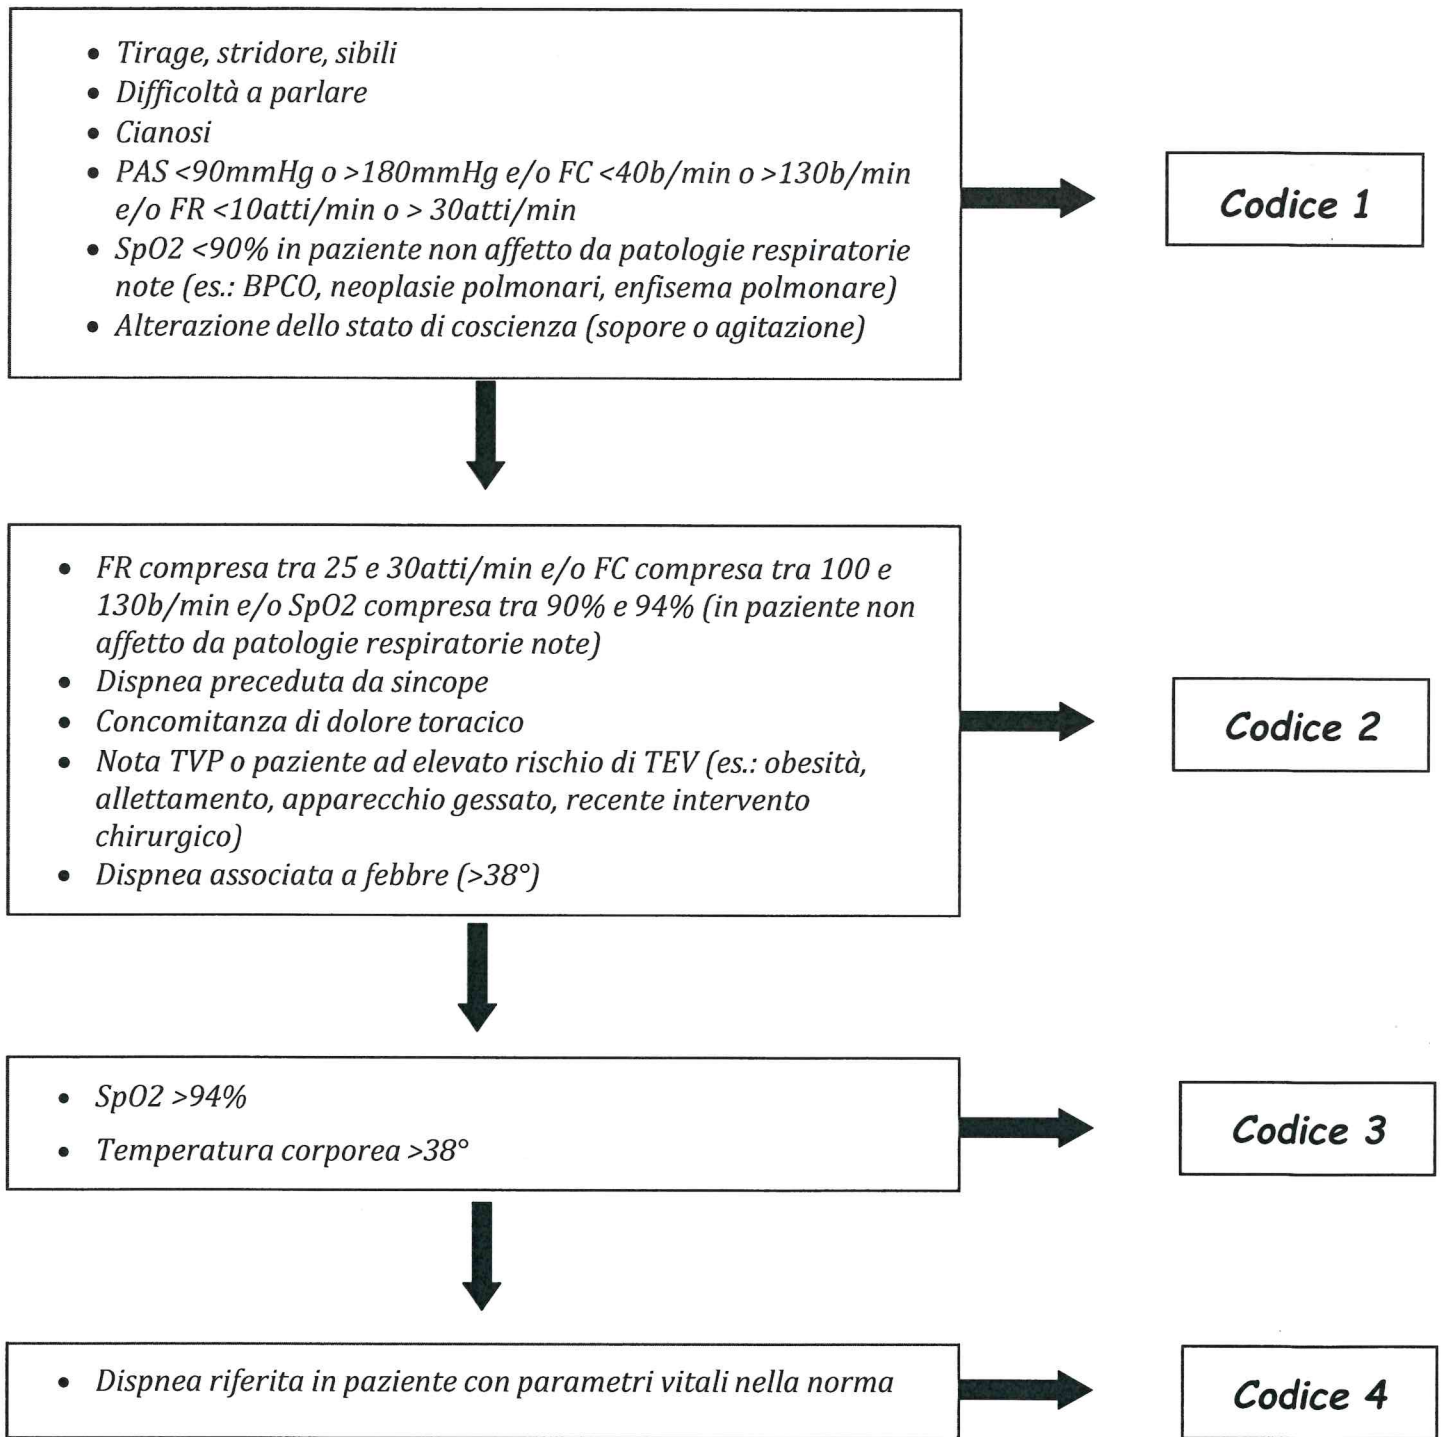 • Tirage, stridore, sibili
• Difficoltà a parlare
• Cianosi
• PAS <90mmHg o >180mmHg e/o FC <40b/min o >130b/min
e/o FR <10atti/min o > 30atti/min
• SpO2 <90% in paziente non affetto da patologie respiratorie
note (es.: BPCO, neoplasie polmonari, enfisema polmonare)
• Alterazione dello stato di coscienza (sopore o agitazione)
Codice 1
• FR compresa tra 25 e 30atti/min e/o FC compresa tra 100 e
130b/min e/o SpO2 compresa tra 90% e 94% (in paziente non
affetto da patologie respiratorie note)
• Dispnea preceduta da sincope
• Concomitanza di dolore toracico
• Nota TVP o paziente ad elevato rischio di TEV (es.: obesità,
allettamento, apparecchio gessato, recente intervento
chirurgico)
• Dispnea associata a febbre (>38°)
Codice 2
• SpO2 >94%
• Temperatura corporea >38°
Codice 3
• Dispnea riferita in paziente con parametri vitali nella norma
Codice 4